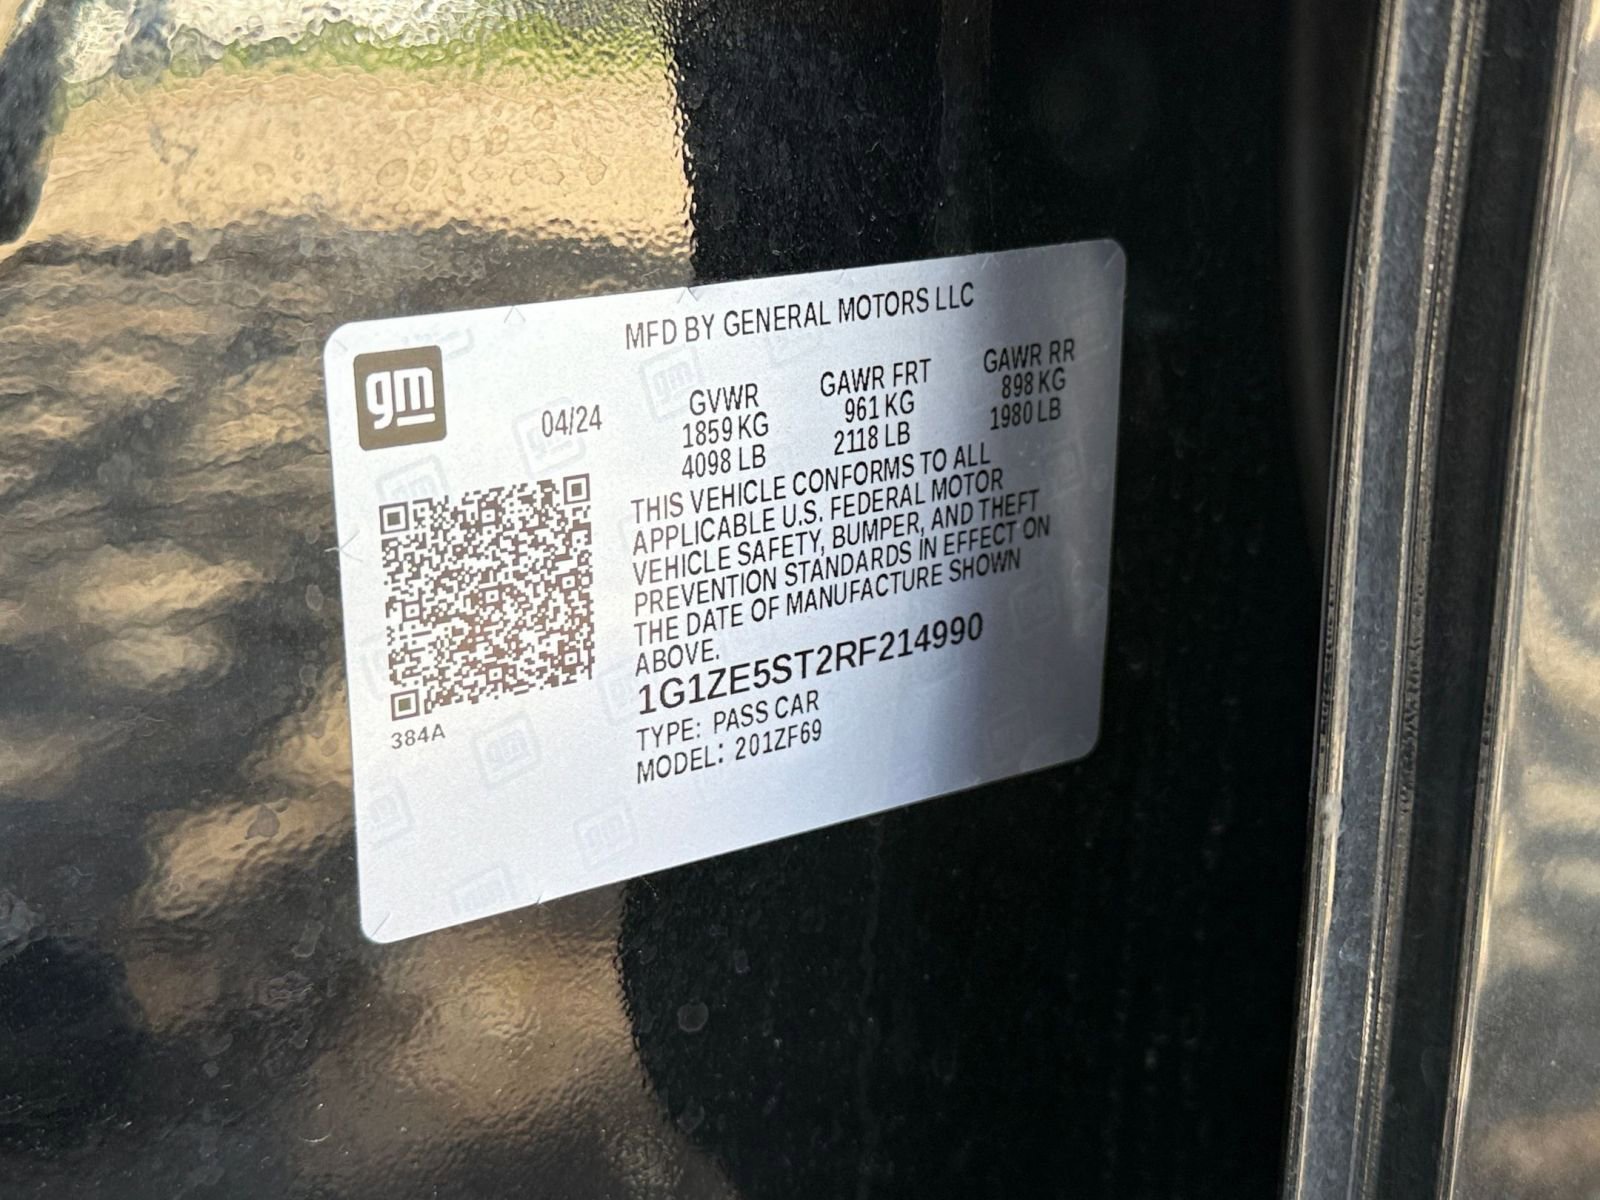 MFD BY GENERAL MOTORS LLC
gm
04/24
GVWR GAWR FRT GAWR RR
1859 KG 961 KG 898 KG
4098 LB 2118 LB 1980 LB
THIS VEHICLE CONFORMS TO ALL
APPLICABLE U.S. FEDERAL MOTOR
VEHICLE SAFETY, BUMPER, AND THEFT
PREVENTION STANDARDS IN EFFECT ON
THE DATE OF MANUFACTURE SHOWN
ABOVE.
1G1ZE5ST2RF214990
TYPE: PASS CAR
MODEL: 201ZF69
384A